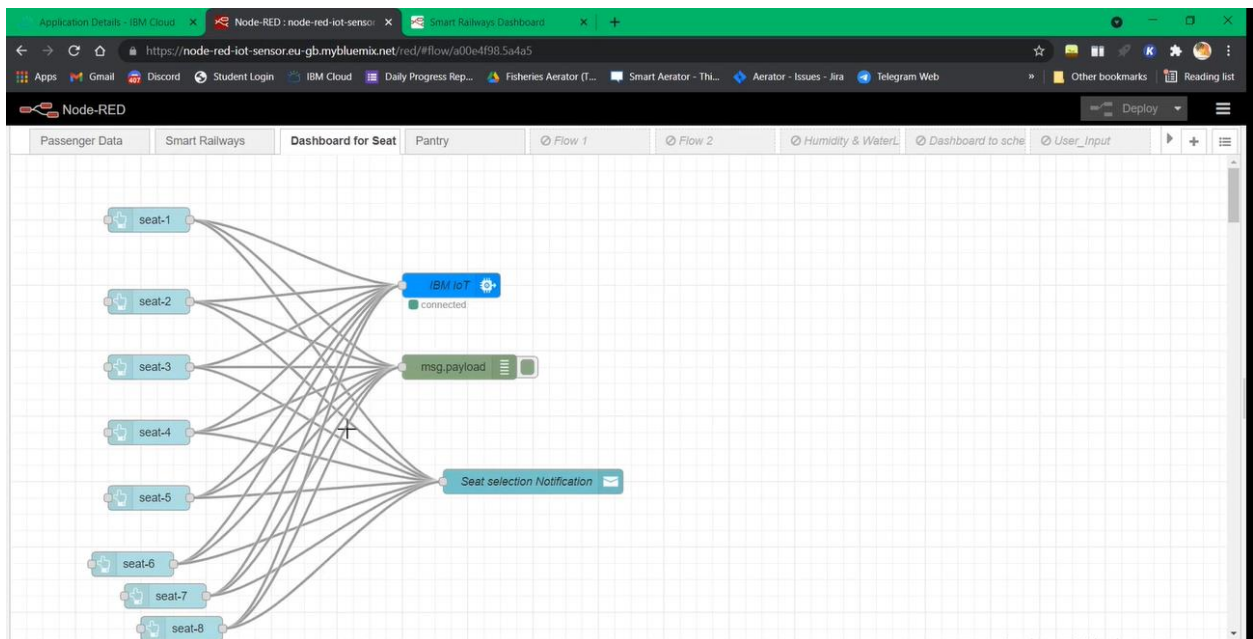 Application Details - IBM Cloud
Node-RED : node-red-iot-sensor
Smart Railways Dashboard
https://node-red-iot-sensor.eu-gb.mybluemix.net/red/#flow/a00e4f98.5a4a5
K
Apps Gmail 407 Discord Student Login IBM Cloud Daily Progress Rep... Fisheries Aerator (T... Smart Aerator - Thi... Aerator - Issues - Jira Telegram Web » Other bookmarks Reading list
Node-RED
Deploy
Passenger Data Smart Railways Dashboard for Seat Pantry Flow 1 Flow 2 Humidity & WaterL Dashboard to sche User_Input
seat-1
IBM IoT
seat-2
connected
seat-3
msg.payload
seat-4
Seat selection Notification
seat-5
seat-6
seat-7
seat-8